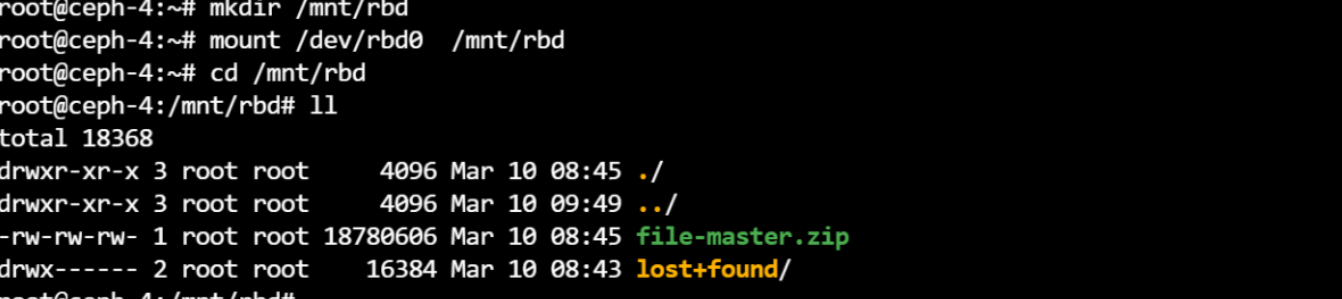 root@ceph-4:~# mkdir /mnt/rbd
root@ceph-4:~# mount /dev/rbd0  /mnt/rbd
root@ceph-4:~# cd /mnt/rbd
root@ceph-4:/mnt/rbd# ll
total 18368
drwxr-xr-x 3 root root     4096 Mar 10 08:45 ./
drwxr-xr-x 3 root root     4096 Mar 10 09:49 ../
-rw-rw-rw- 1 root root 18780606 Mar 10 08:45 file-master.zip
drwx------ 2 root root    16384 Mar 10 08:43 lost+found/
root@ceph-4:/mnt/rbd#